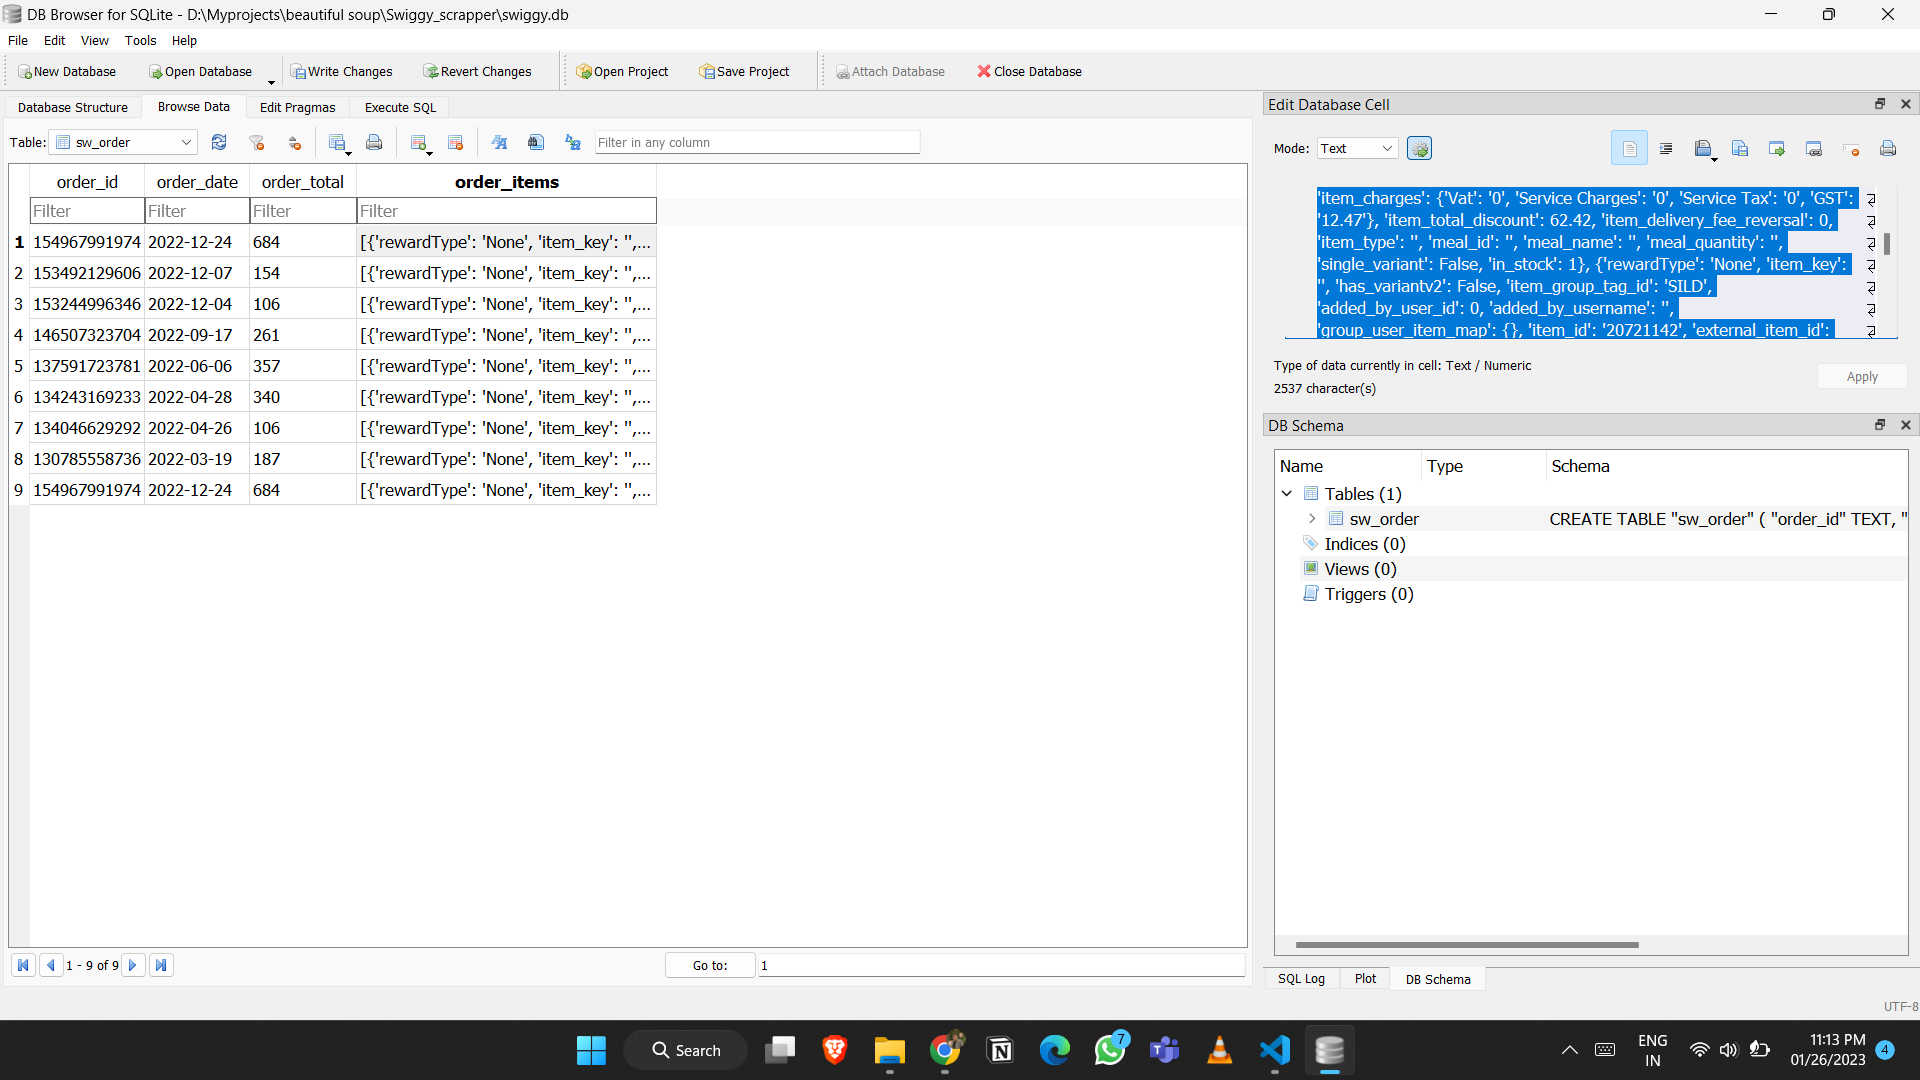 DB Browser for SQLite - D:\Myprojects\beautiful soup\Swiggy_scrapper\swiggy.db
File Edit View Tools Help
New Database Open Database Write Changes Revert Changes Open Project Save Project Attach Database Close Database
Database Structure Browse Data Edit Pragmas Execute SQL
Table: sw_order Filter in any column
order_id order_date order_total order_items
Filter Filter Filter Filter
1 154967991974 2022-12-24 684 [{'rewardType': 'None', 'item_key': '',...
2 153492129606 2022-12-07 154 [{'rewardType': 'None', 'item_key': '',...
3 153244996346 2022-12-04 106 [{'rewardType': 'None', 'item_key': '',...
4 146507323704 2022-09-17 261 [{'rewardType': 'None', 'item_key': '',...
5 137591723781 2022-06-06 357 [{'rewardType': 'None', 'item_key': '',...
6 134243169233 2022-04-28 340 [{'rewardType': 'None', 'item_key': '',...
7 134046629292 2022-04-26 106 [{'rewardType': 'None', 'item_key': '',...
8 130785558736 2022-03-19 187 [{'rewardType': 'None', 'item_key': '',...
9 154967991974 2022-12-24 684 [{'rewardType': 'None', 'item_key': '',...
1 - 9 of 9 Go to: 1
Edit Database Cell
Mode: Text
'item_charges': {'Vat': '0', 'Service Charges': '0', 'Service Tax': '0', 'GST':
'12.47'}, 'item_total_discount': 62.42, 'item_delivery_fee_reversal': 0,
'item_type': '', 'meal_id': '', 'meal_name': '', 'meal_quantity': '',
'single_variant': False, 'in_stock': 1}, {'rewardType': 'None', 'item_key':
'', 'has_variantv2': False, 'item_group_tag_id': 'SILD',
'added_by_user_id': 0, 'added_by_username': '',
'group_user_item_map': {}, 'item_id': '20721142', 'external_item_id':
Type of data currently in cell: Text / Numeric
2537 character(s)
Apply
DB Schema
Name Type Schema
Tables (1)
sw_order CREATE TABLE "sw_order" ( "order_id" TEXT, "
Indices (0)
Views (0)
Triggers (0)
SQL Log Plot DB Schema
UTF-8
Search
7
ENG
IN
11:13 PM
01/26/2023
4